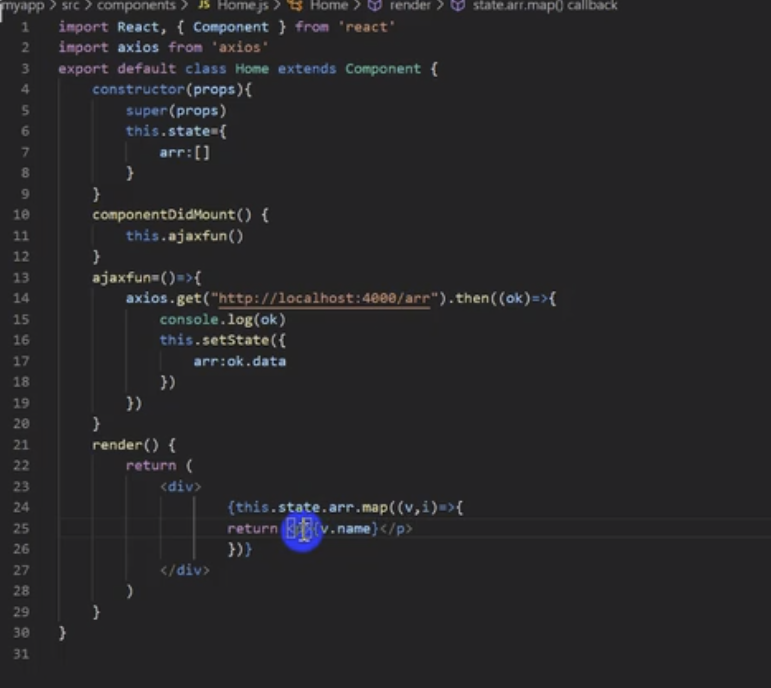 myapp > src > components > JS Home.js > Home > render > state.arr.map() callback
1 import React, { Component } from 'react'
2 import axios from 'axios'
3 export default class Home extends Component {
4 constructor(props){
5 super(props)
6 this.state={
7 arr:[]
8 }
9 }
10 componentDidMount() {
11 this.ajaxfun()
12 }
13 ajaxfun=()=>{
14 axios.get("http://localhost:4000/arr").then((ok)=>{
15 console.log(ok)
16 this.setState({
17 arr:ok.data
18 })
19 })
20 }
21 render() {
22 return (
23 <div>
24 {this.state.arr.map((v,i)=>{
25 return <p>{v.name}</p>
26 })}
27 </div>
28 )
29 }
30 }
31